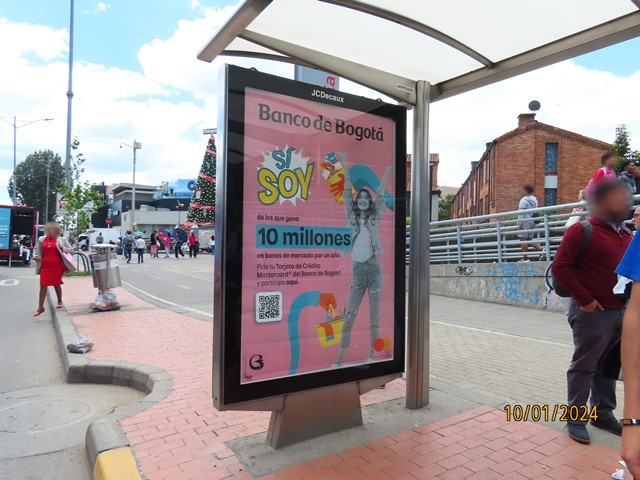 JCDecaux
Banco de Bogotá
SÍ
SOY
de los que gana
10 millones
en bonos de mercado por un año.
Pide tu Tarjeta de Crédito
Mastercard® del Banco de Bogotá
y participa aquí.
10/01/2024